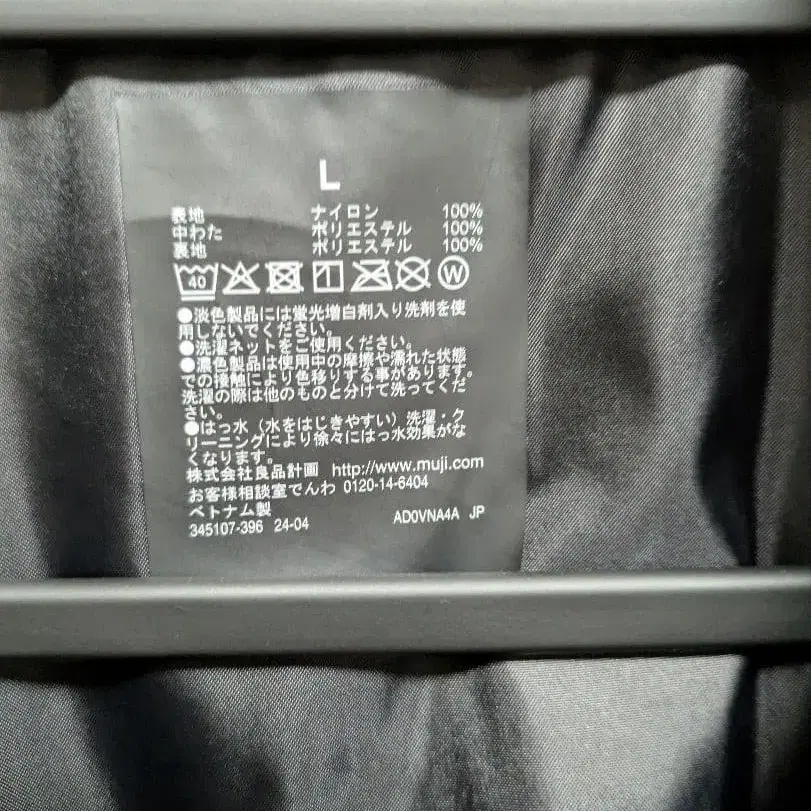 L
表地 ナイロン 100%
中わた ポリエステル 100%
裏地 ポリエステル 100%
40 W
●淡色製品には蛍光増白剤入り洗剤を使
用しないでください。
●洗濯ネットをご使用ください。
●濃色製品は使用中の摩擦や濡れた状態
での接触により色移りする事があります。
洗濯の際は他のものと分けて洗ってくだ
さい。
●はっ水（水をはじきやすい）洗濯・ク
リーニングにより徐々にはっ水効果がな
くなります。
株式会社良品計画 http://www.muji.com
お客様相談室でんわ 0120-14-6404
ベトナム製
345107-396 24-04 AD0VNA4A JP